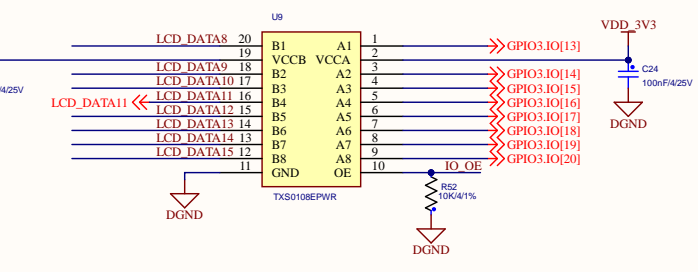 U9
VDD_3V3
LCD_DATA8 20 B1 A1 1 GPIO3.IO[13]
19 VCCB VCCA 2
C24
LCD_DATA9 18 B2 A2 3 GPIO3.IO[14]
LCD_DATA10 17 B3 A3 4 GPIO3.IO[15]
100nF/4/25V
/4/25V
LCD_DATA11 LCD_DATA11 16 B4 A4 5 GPIO3.IO[16]
LCD_DATA12 15 B5 A5 6 GPIO3.IO[17]
DGND
LCD_DATA13 14 B6 A6 7 GPIO3.IO[18]
LCD_DATA14 13 B7 A7 8 GPIO3.IO[19]
LCD_DATA15 12 B8 A8 9 GPIO3.IO[20]
11 GND OE 10 IO_OE
R52
10K/4/1%
TXS0108EPWR
DGND
DGND